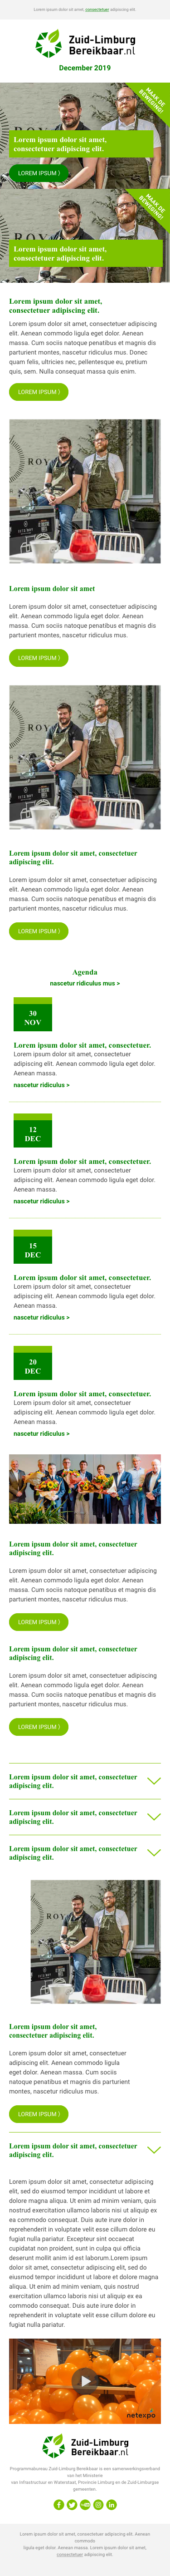 Lorem ipsum dolor sit amet, consectetuer adipiscing elit.
Zuid-Limburg
Bereikbaar.nl
December 2019
MAAK DE
BEWEGING!
Lorem ipsum dolor sit amet,
consectetuer adipiscing elit.
LOREM IPSUM 〉
MAAK DE
BEWEGING!
Lorem ipsum dolor sit amet,
consectetuer adipiscing elit.
Lorem ipsum dolor sit amet,
consectetuer adipiscing elit.
Lorem ipsum dolor sit amet, consectetuer adipiscing
elit. Aenean commodo ligula eget dolor. Aenean
massa. Cum sociis natoque penatibus et magnis dis
parturient montes, nascetur ridiculus mus. Donec
quam felis, ultricies nec, pellentesque eu, pretium
quis, sem. Nulla consequat massa quis enim.
LOREM IPSUM 〉
ROY
Lorem ipsum dolor sit amet
Lorem ipsum dolor sit amet, consectetuer adipiscing
elit. Aenean commodo ligula eget dolor. Aenean
massa. Cum sociis natoque penatibus et magnis dis
parturient montes, nascetur ridiculus mus.
LOREM IPSUM 〉
ROY
Lorem ipsum dolor sit amet, consectetuer
adipiscing elit.
Lorem ipsum dolor sit amet, consectetuer adipiscing
elit. Aenean commodo ligula eget dolor. Aenean
massa. Cum sociis natoque penatibus et magnis dis
parturient montes, nascetur ridiculus mus.
LOREM IPSUM 〉
Agenda
nascetur ridiculus mus >
30
NOV
Lorem ipsum dolor sit amet, consectetuer.
Lorem ipsum dolor sit amet, consectetuer
adipiscing elit. Aenean commodo ligula eget dolor.
Aenean massa.
nascetur ridiculus >
12
DEC
Lorem ipsum dolor sit amet, consectetuer.
Lorem ipsum dolor sit amet, consectetuer
adipiscing elit. Aenean commodo ligula eget dolor.
Aenean massa.
nascetur ridiculus >
15
DEC
Lorem ipsum dolor sit amet, consectetuer.
Lorem ipsum dolor sit amet, consectetuer
adipiscing elit. Aenean commodo ligula eget dolor.
Aenean massa.
nascetur ridiculus >
20
DEC
Lorem ipsum dolor sit amet, consectetuer.
Lorem ipsum dolor sit amet, consectetuer
adipiscing elit. Aenean commodo ligula eget dolor.
Aenean massa.
nascetur ridiculus >
Lorem ipsum dolor sit amet, consectetuer
adipiscing elit.
Lorem ipsum dolor sit amet, consectetuer adipiscing
elit. Aenean commodo ligula eget dolor. Aenean
massa. Cum sociis natoque penatibus et magnis dis
parturient montes, nascetur ridiculus mus.
LOREM IPSUM 〉
Lorem ipsum dolor sit amet, consectetuer
adipiscing elit.
Lorem ipsum dolor sit amet, consectetuer adipiscing
elit. Aenean commodo ligula eget dolor. Aenean
massa. Cum sociis natoque penatibus et magnis dis
parturient montes, nascetur ridiculus mus.
LOREM IPSUM 〉
Lorem ipsum dolor sit amet, consectetuer
adipiscing elit.
Lorem ipsum dolor sit amet, consectetuer
adipiscing elit.
Lorem ipsum dolor sit amet, consectetuer
adipiscing elit.
ROY
Lorem ipsum dolor sit amet,
consectetuer adipiscing elit.
Lorem ipsum dolor sit amet, consectetuer
adipiscing elit. Aenean commodo ligula
eget dolor. Aenean massa. Cum sociis
natoque penatibus et magnis dis parturient
montes, nascetur ridiculus mus.
LOREM IPSUM 〉
Lorem ipsum dolor sit amet, consectetuer
adipiscing elit.
Lorem ipsum dolor sit amet, consectetur adipiscing
elit, sed do eiusmod tempor incididunt ut labore et
dolore magna aliqua. Ut enim ad minim veniam, quis
nostrud exercitation ullamco laboris nisi ut aliquip ex
ea commodo consequat. Duis aute irure dolor in
reprehenderit in voluptate velit esse cillum dolore eu
fugiat nulla pariatur. Excepteur sint occaecat
cupidatat non proident, sunt in culpa qui officia
deserunt mollit anim id est laborum.Lorem ipsum
dolor sit amet, consectetur adipiscing elit, sed do
eiusmod tempor incididunt ut labore et dolore magna
aliqua. Ut enim ad minim veniam, quis nostrud
exercitation ullamco laboris nisi ut aliquip ex ea
commodo consequat. Duis aute irure dolor in
reprehenderit in voluptate velit esse cillum dolore eu
fugiat nulla pariatur.
netexpo
Zuid-Limburg
Bereikbaar.nl
Programmabureau Zuid-Limburg Bereikbaar is een samenwerkingsverband
van het Ministerie
van Infrastructuur en Waterstaat, Provincie Limburg en de Zuid-Limburgse
gemeenten
Lorem ipsum dolor sit amet, consectetuer adipiscing elit. Aenean
commodo
ligula eget dolor. Aenean massa. Lorem ipsum dolor sit amet,
consectetuer adipiscing elit.